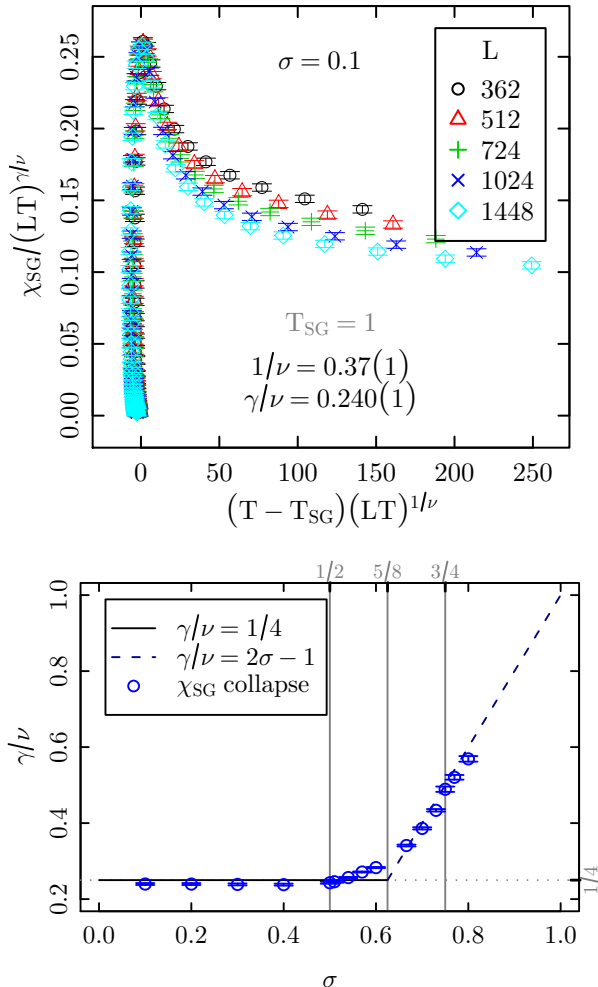 χSG/(LT)^γ/ν
0.00 0.05 0.10 0.15 0.20 0.25
σ = 0.1
L
362
512
724
1024
1448
TSG = 1
1/ν = 0.37(1)
γ/ν = 0.240(1)
0 50 100 150 200 250
(T − TSG)(LT)^1/ν
1/2 5/8 3/4
γ/ν
0.2 0.4 0.6 0.8 1.0
γ/ν = 1/4
γ/ν = 2σ − 1
χSG collapse
1/4
0.0 0.2 0.4 0.6 0.8 1.0
σ